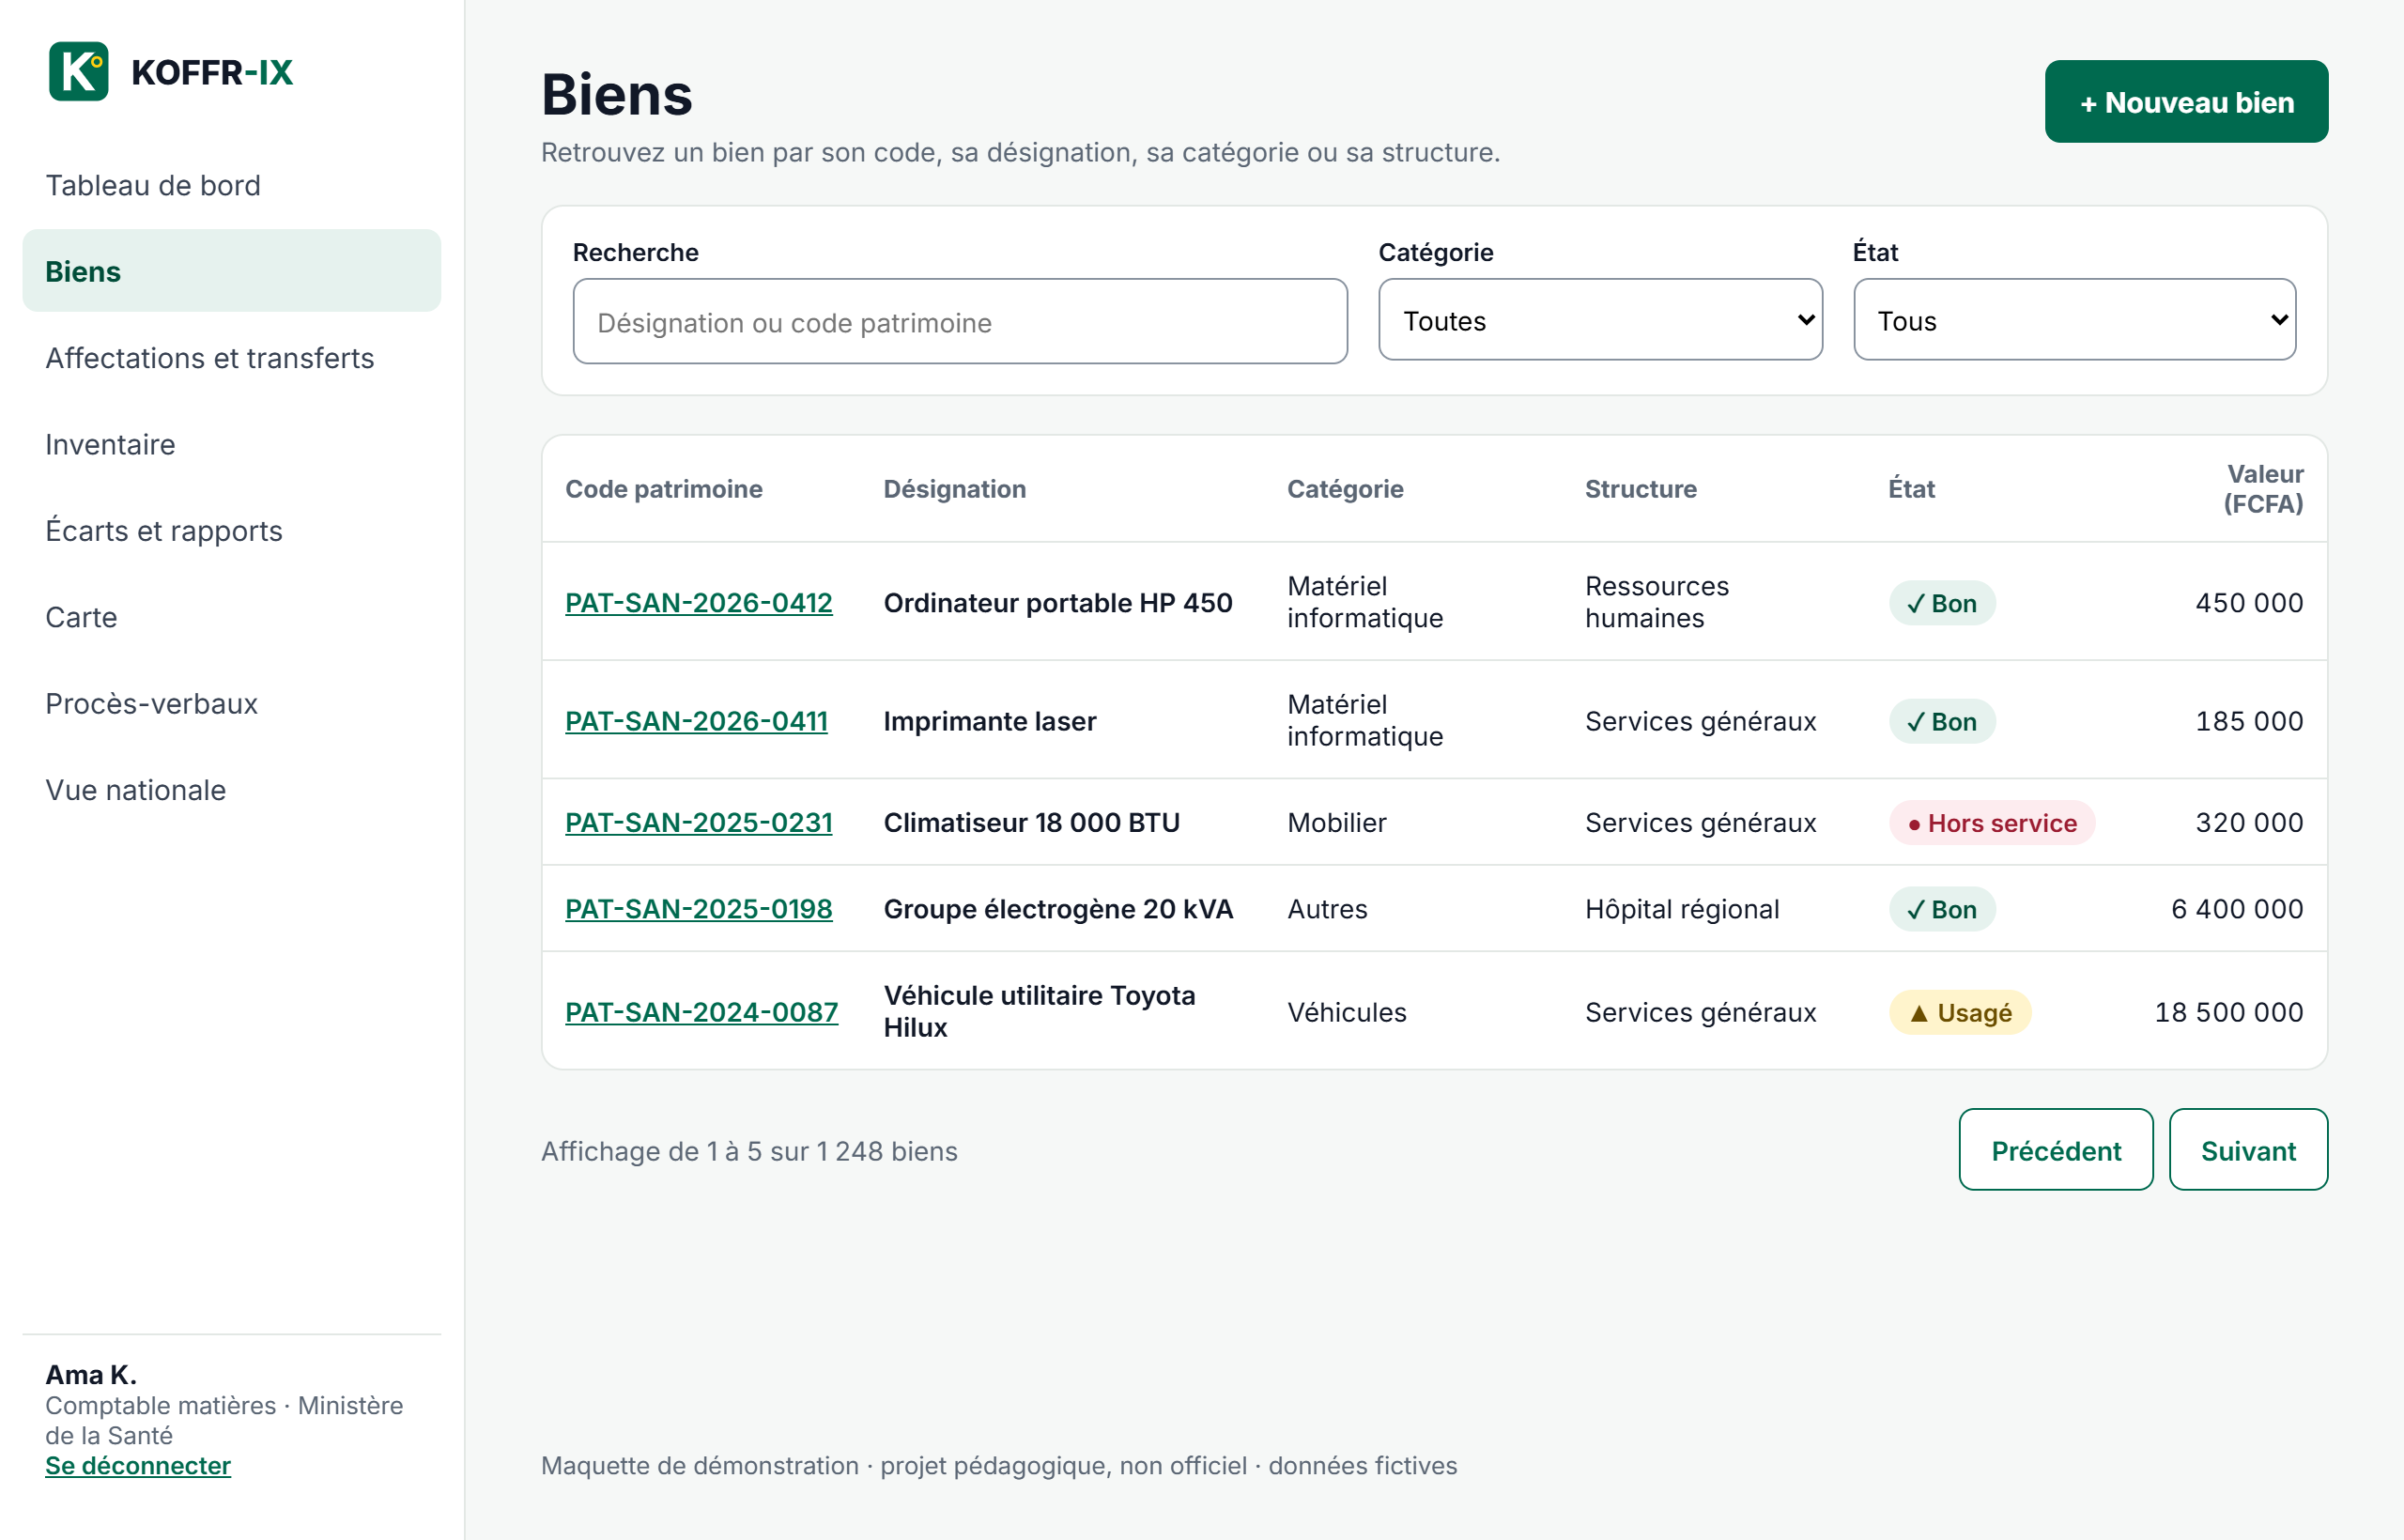 KOFFR-IX
Tableau de bord
Biens
Affectations et transferts
Inventaire
Écarts et rapports
Carte
Procès-verbaux
Vue nationale
Ama K.
Comptable matières · Ministère
de la Santé
Se déconnecter
Biens
+ Nouveau bien
Retrouvez un bien par son code, sa désignation, sa catégorie ou sa structure.
Recherche Catégorie État
Désignation ou code patrimoine Toutes Tous
Code patrimoine Désignation Catégorie Structure État Valeur (FCFA)
PAT-SAN-2026-0412 Ordinateur portable HP 450 Matériel informatique Ressources humaines ✓ Bon 450 000
PAT-SAN-2026-0411 Imprimante laser Matériel informatique Services généraux ✓ Bon 185 000
PAT-SAN-2025-0231 Climatiseur 18 000 BTU Mobilier Services généraux ● Hors service 320 000
PAT-SAN-2025-0198 Groupe électrogène 20 kVA Autres Hôpital régional ✓ Bon 6 400 000
PAT-SAN-2024-0087 Véhicule utilitaire Toyota Hilux Véhicules Services généraux ▲ Usagé 18 500 000
Affichage de 1 à 5 sur 1 248 biens
Précédent Suivant
Maquette de démonstration · projet pédagogique, non officiel · données fictives